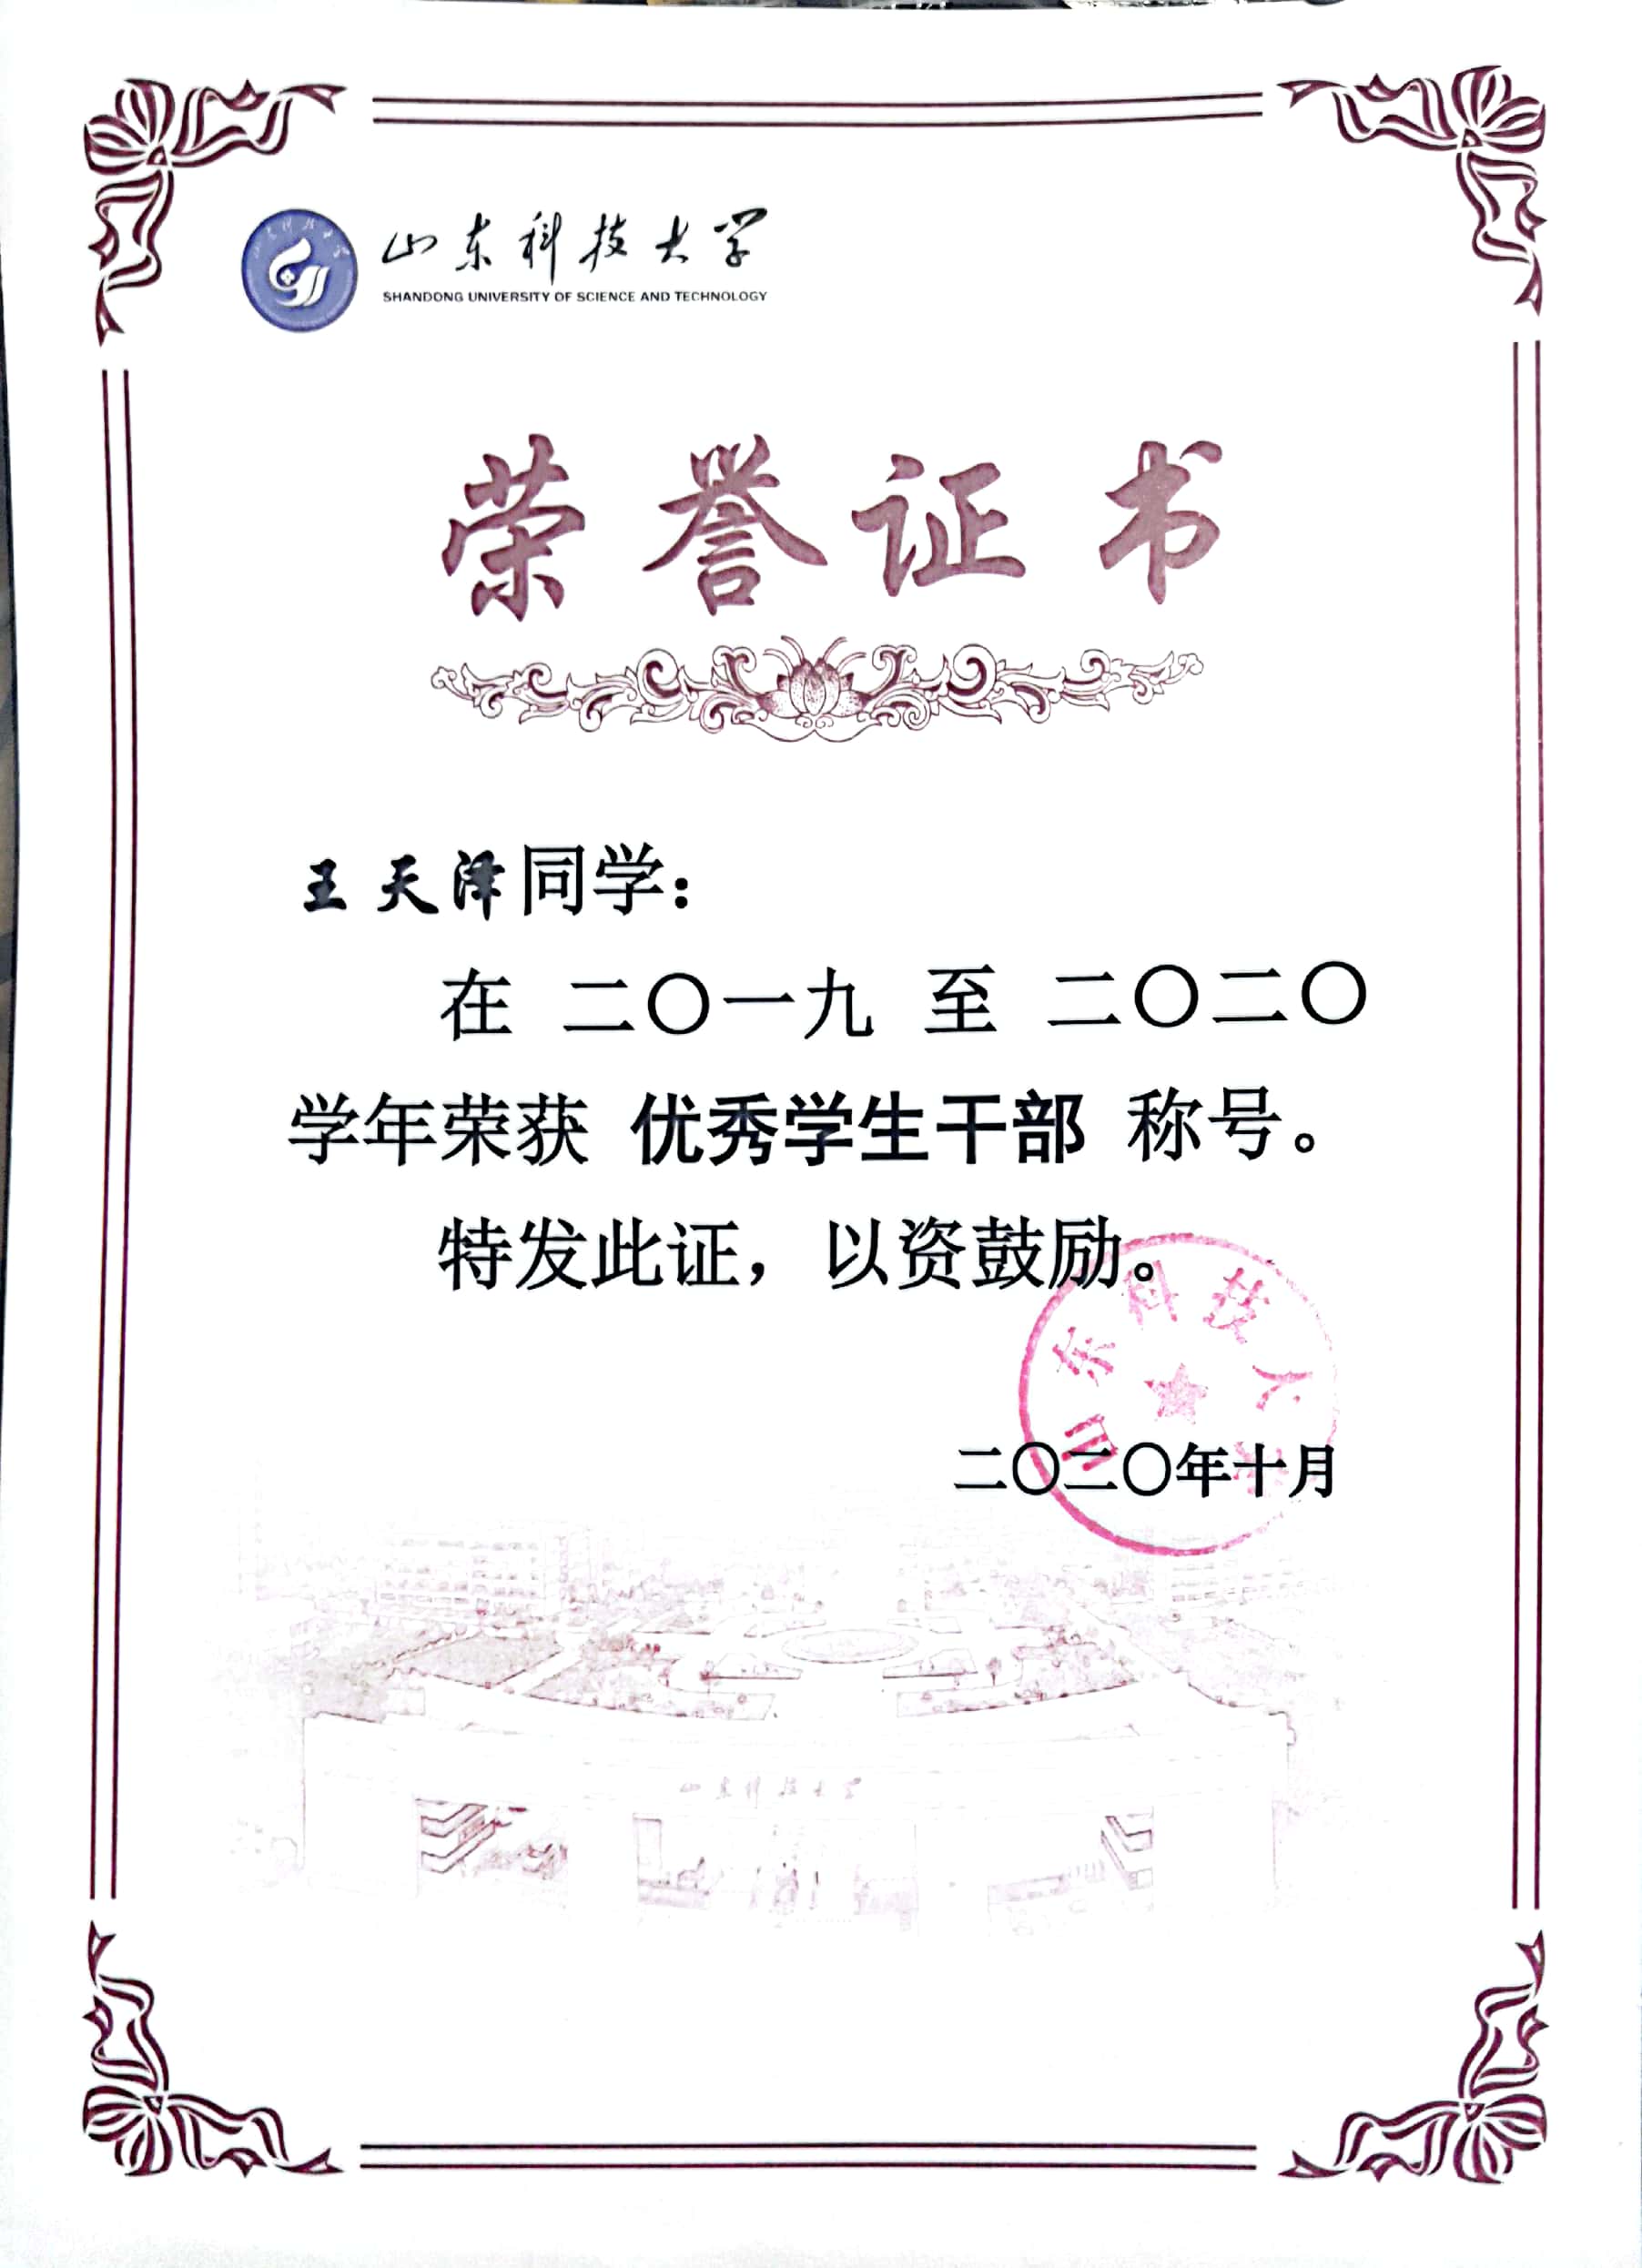 山东科技大学
SHANDONG UNIVERSITY OF SCIENCE AND TECHNOLOGY
荣誉证书
王天泽同学：
在 二〇一九 至 二〇二〇
学年荣获 优秀学生干部 称号。
特发此证，以资鼓励。
山东科技大学
二〇二〇年十月
山东科技大学